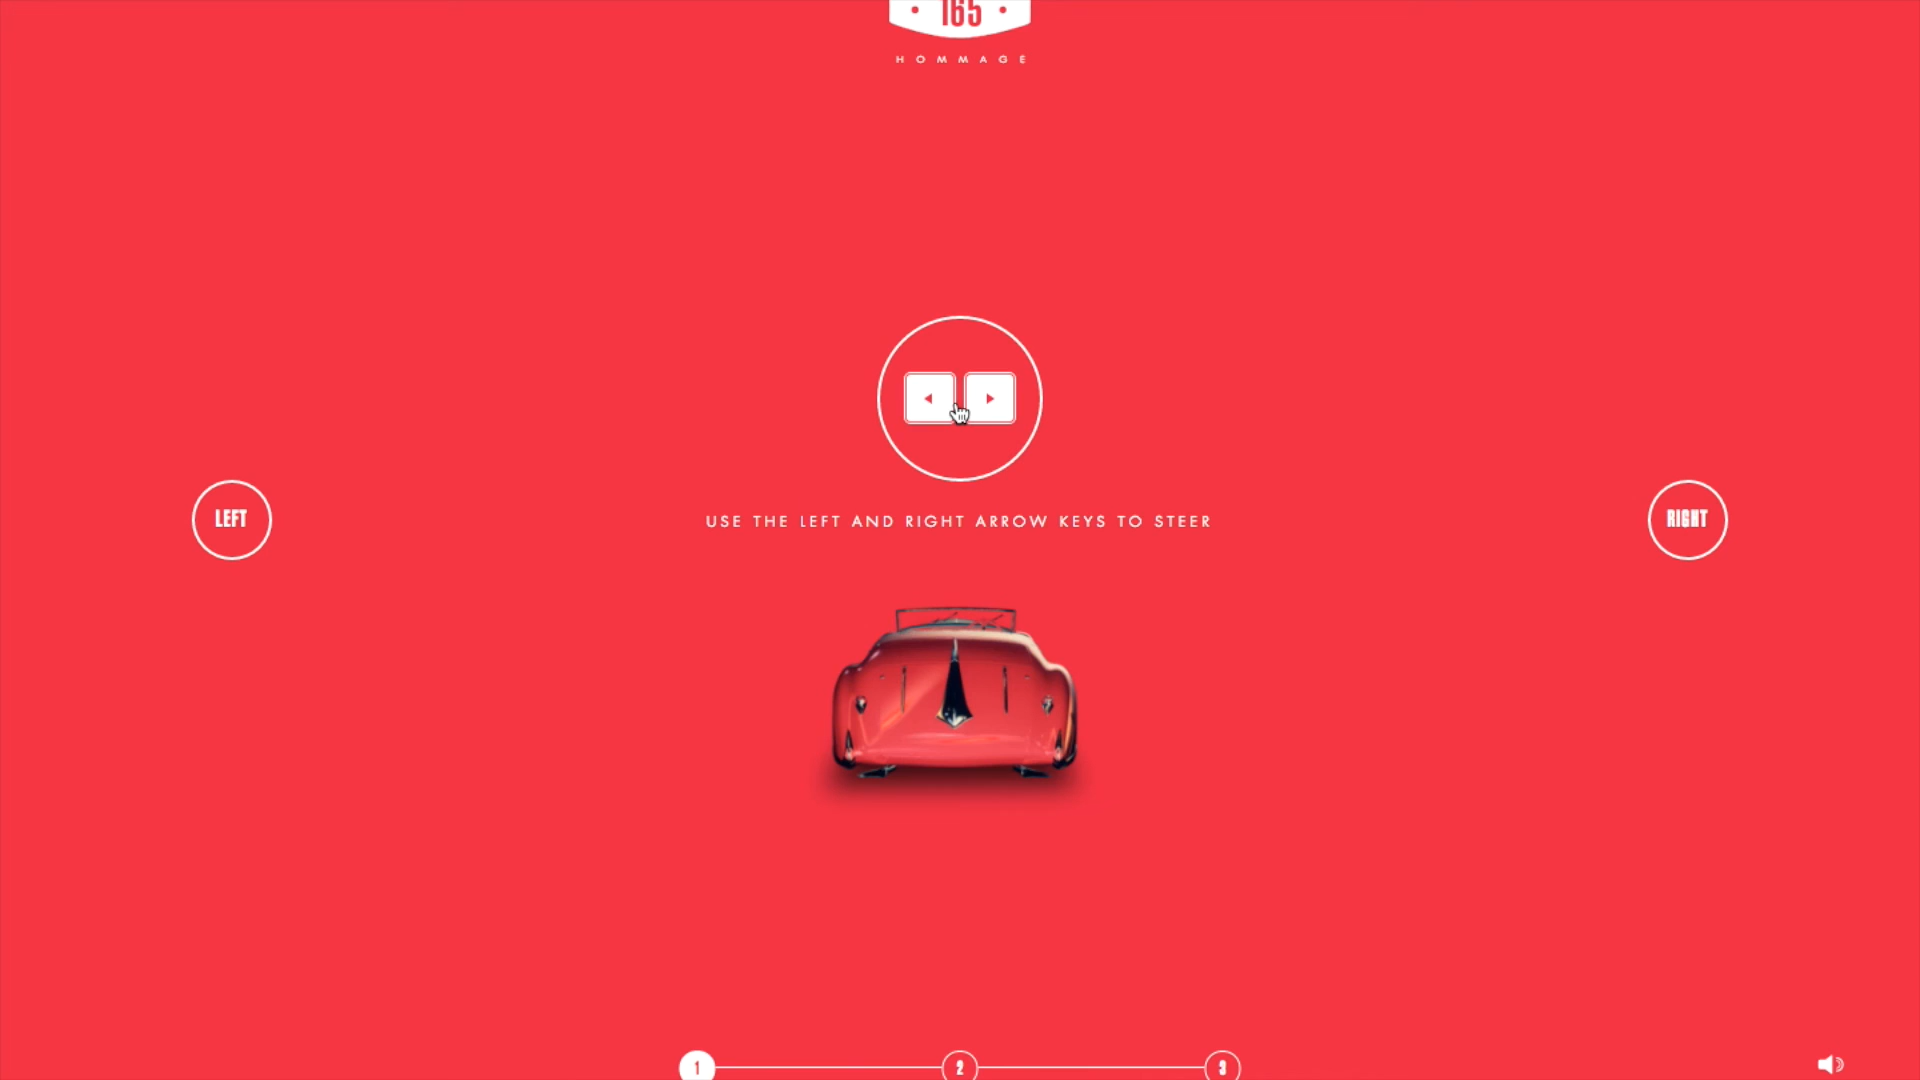 165
HOMMAGE
LEFT
USE THE LEFT AND RIGHT ARROW KEYS TO STEER
RIGHT
1
2
3